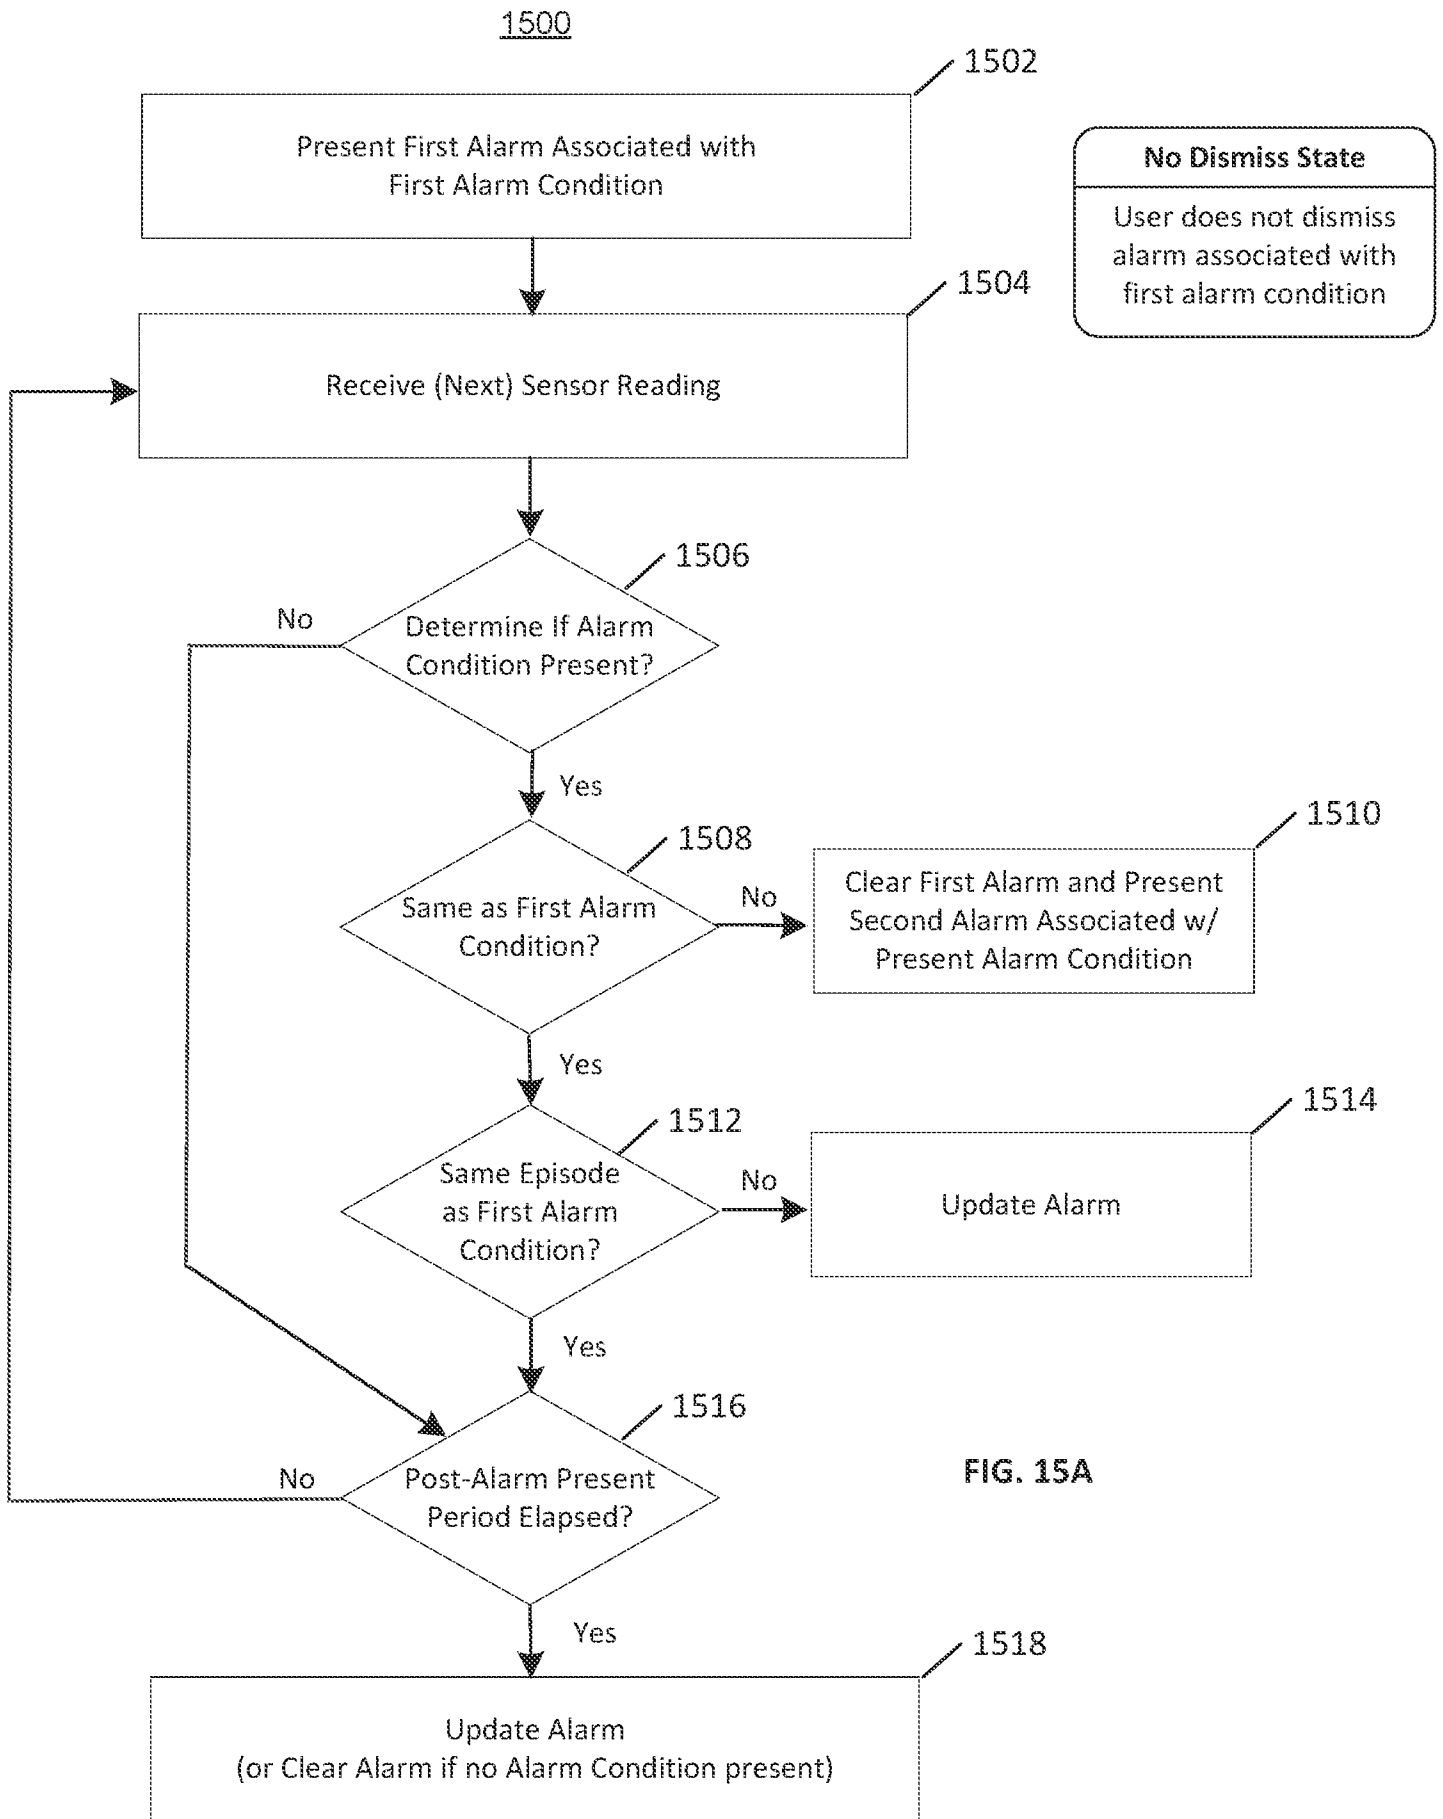 1500
1502
Present First Alarm Associated with
First Alarm Condition
No Dismiss State
User does not dismiss
alarm associated with
first alarm condition
1504
Receive (Next) Sensor Reading
1506
No
Determine If Alarm
Condition Present?
Yes
1508
Same as First Alarm
Condition?
No
1510
Clear First Alarm and Present
Second Alarm Associated w/
Present Alarm Condition
Yes
1512
Same Episode
as First Alarm
Condition?
No
1514
Update Alarm
Yes
1516
No
Post-Alarm Present
Period Elapsed?
FIG. 15A
Yes
1518
Update Alarm
(or Clear Alarm if no Alarm Condition present)